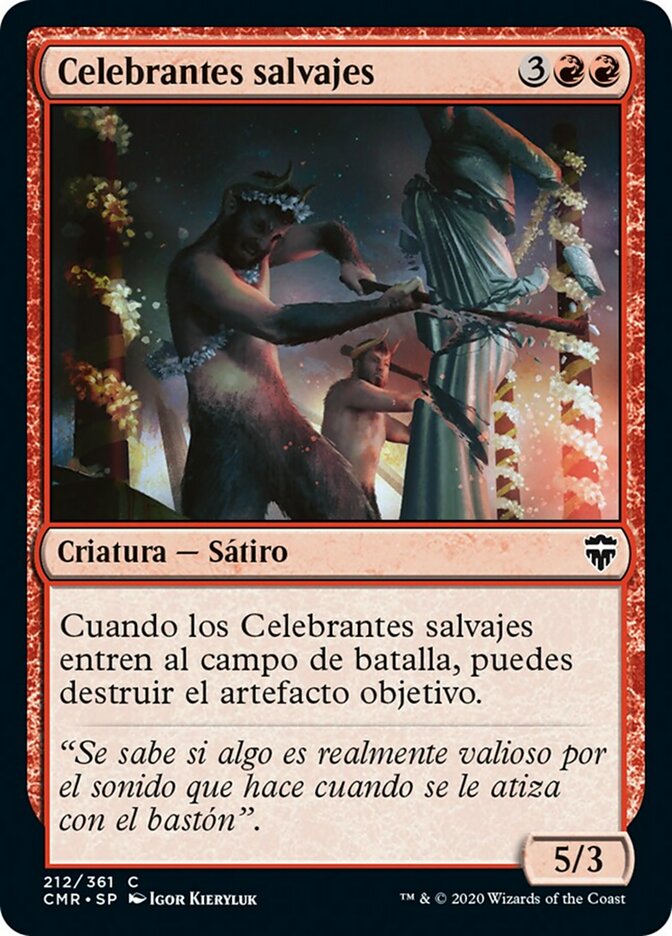 Celebrantes salvajes
3
Criatura — Sátiro
Cuando los Celebrantes salvajes
entren al campo de batalla, puedes
destruir el artefacto objetivo.
“Se sabe si algo es realmente valioso por
el sonido que hace cuando se le atiza
con el bastón”.
5/3
212/361 C
CMR • SP Igor Kieryluk
™ & © 2020 Wizards of the Coast